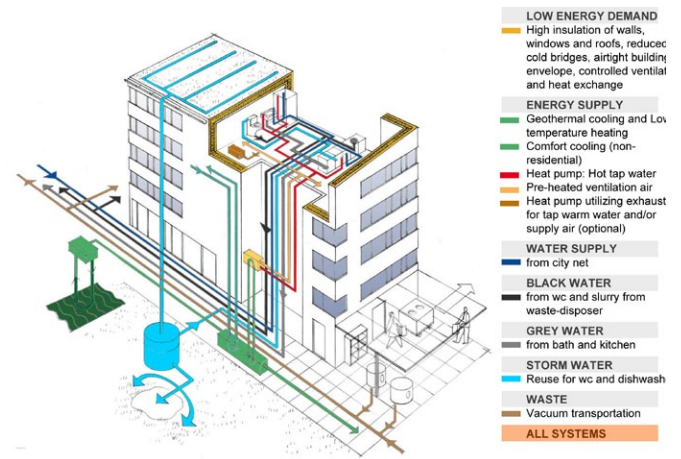 LOW ENERGY DEMAND
High insulation of walls,
windows and roofs, reduced
cold bridges, airtight building
envelope, controlled ventilat
and heat exchange
ENERGY SUPPLY
Geothermal cooling and Low
temperature heating
Comfort cooling (non-
residential)
Heat pump: Hot tap water
Pre-heated ventilation air
Heat pump utilizing exhaust
for tap warm water and/or
supply air (optional)
WATER SUPPLY
from city net
BLACK WATER
from wc and slurry from
waste-disposer
GREY WATER
from bath and kitchen
STORM WATER
Reuse for wc and dishwash
WASTE
Vacuum transportation
ALL SYSTEMS